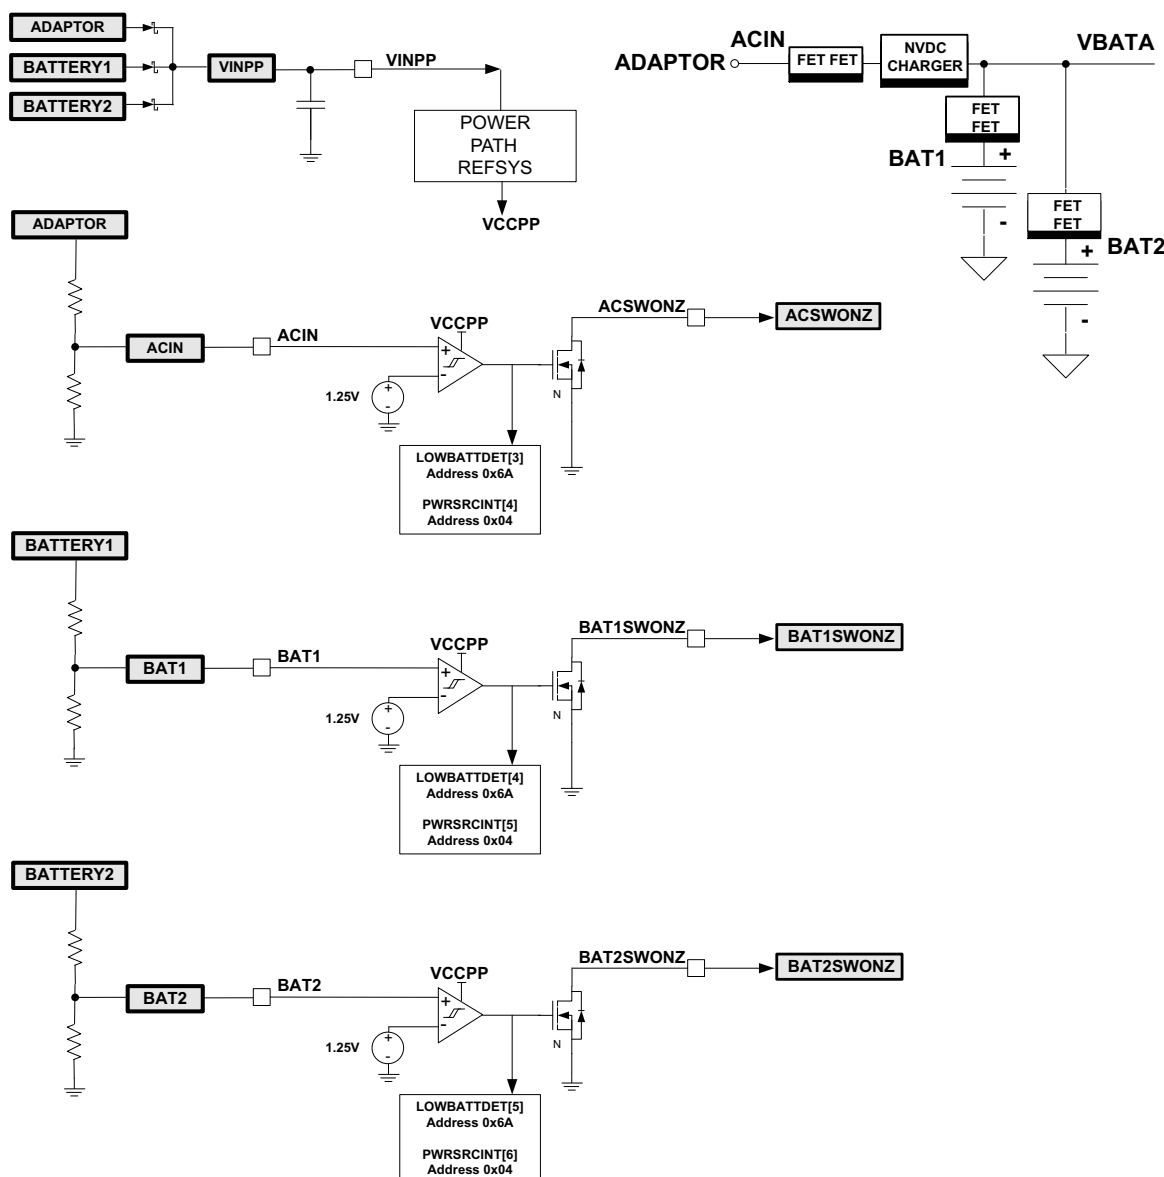 ADAPTOR
BATTERY1
BATTERY2
VINPP
VINPP
POWER
PATH
REFSYS
VCCPP
ADAPTOR
ACIN
FET FET
NVDC
CHARGER
VBATA
FET
FET
BAT1
+
-
FET
FET
BAT2
+
-
ADAPTOR
ACIN
ACIN
VCCPP
+
-
1.25V
+
-
N
ACSWONZ
ACSWONZ
LOWBATTDET[3]
Address 0x6A
PWRSRCINT[4]
Address 0x04
BATTERY1
BAT1
BAT1
VCCPP
+
-
1.25V
+
-
N
BAT1SWONZ
BAT1SWONZ
LOWBATTDET[4]
Address 0x6A
PWRSRCINT[5]
Address 0x04
BATTERY2
BAT2
BAT2
VCCPP
+
-
1.25V
+
-
N
BAT2SWONZ
BAT2SWONZ
LOWBATTDET[5]
Address 0x6A
PWRSRCINT[6]
Address 0x04